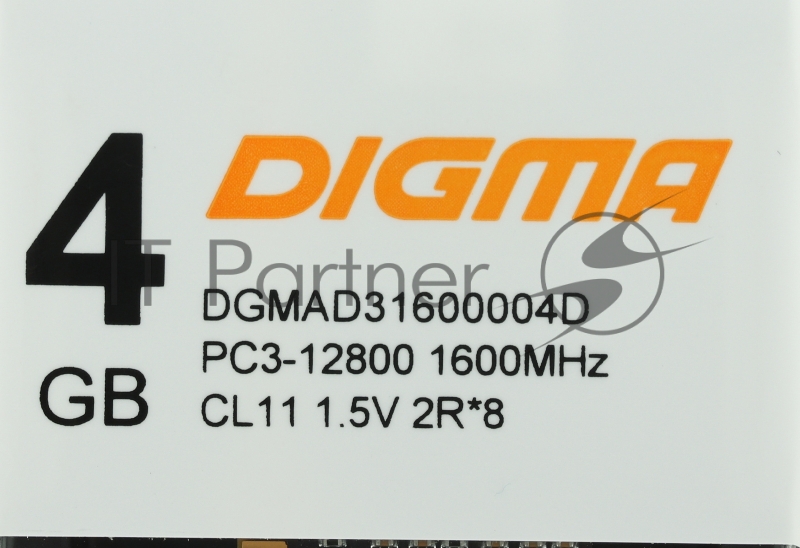 4
GB
DIGMA
DGMAD31600004D
PC3-12800 1600MHz
CL11 1.5V 2R*8
IT Partner